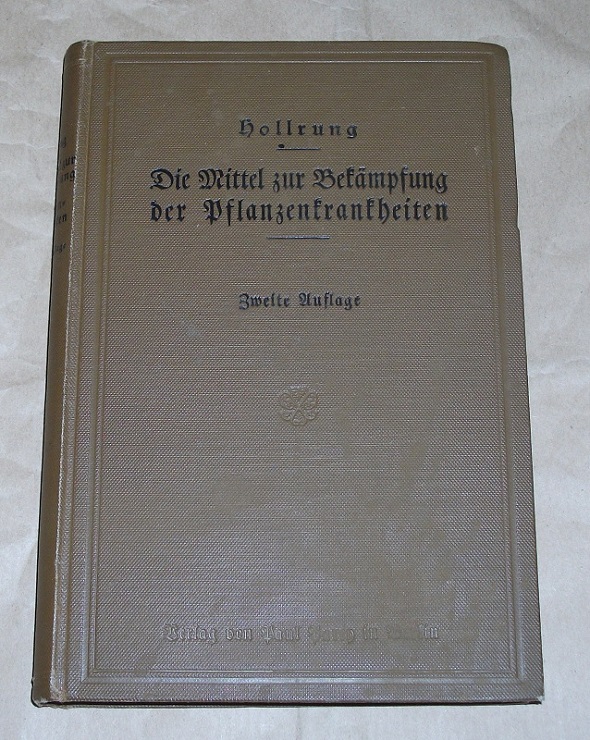 Hollrung
Die Mittel zur Bekämpfung
der Pflanzenkrankheiten
Zweite Auflage
Verlag von Paul Parey in Berlin